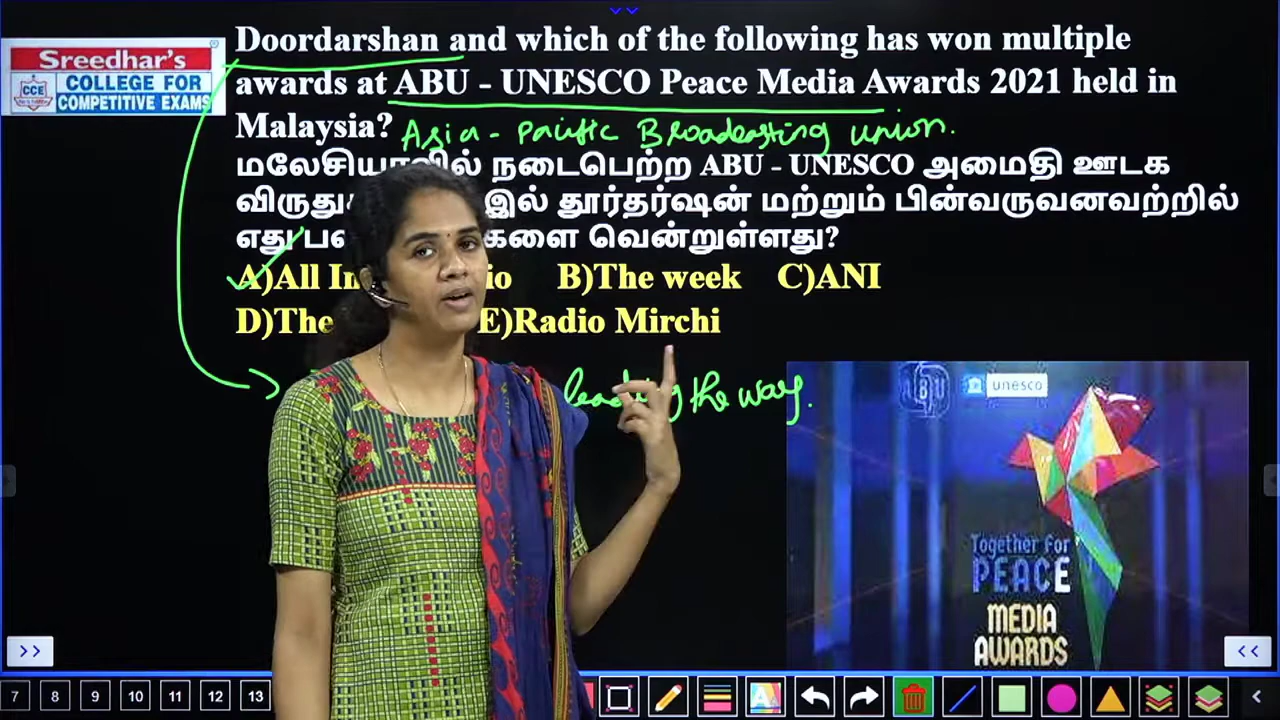 Sreedhar's
CCE
COLLEGE FOR
COMPETITIVE EXAMS
Doordarshan and which of the following has won multiple
awards at ABU - UNESCO Peace Media Awards 2021 held in
Malaysia?
Asia - Pacific Broadcasting union.
நடைபெற்ற ABU - UNESCO அமைதி ஊடக
இல் தூர்தர்ஷன் மற்றும் பின்வருவனவற்றில்
எது வென்றுள்ளது?
A)All B)The week C)ANI
D)The E)Radio Mirchi
leading the way.
ABU unesco
Together for
PEACE
MEDIA
AWARDS
>> <<
7 8 9 10 11 12 13 A